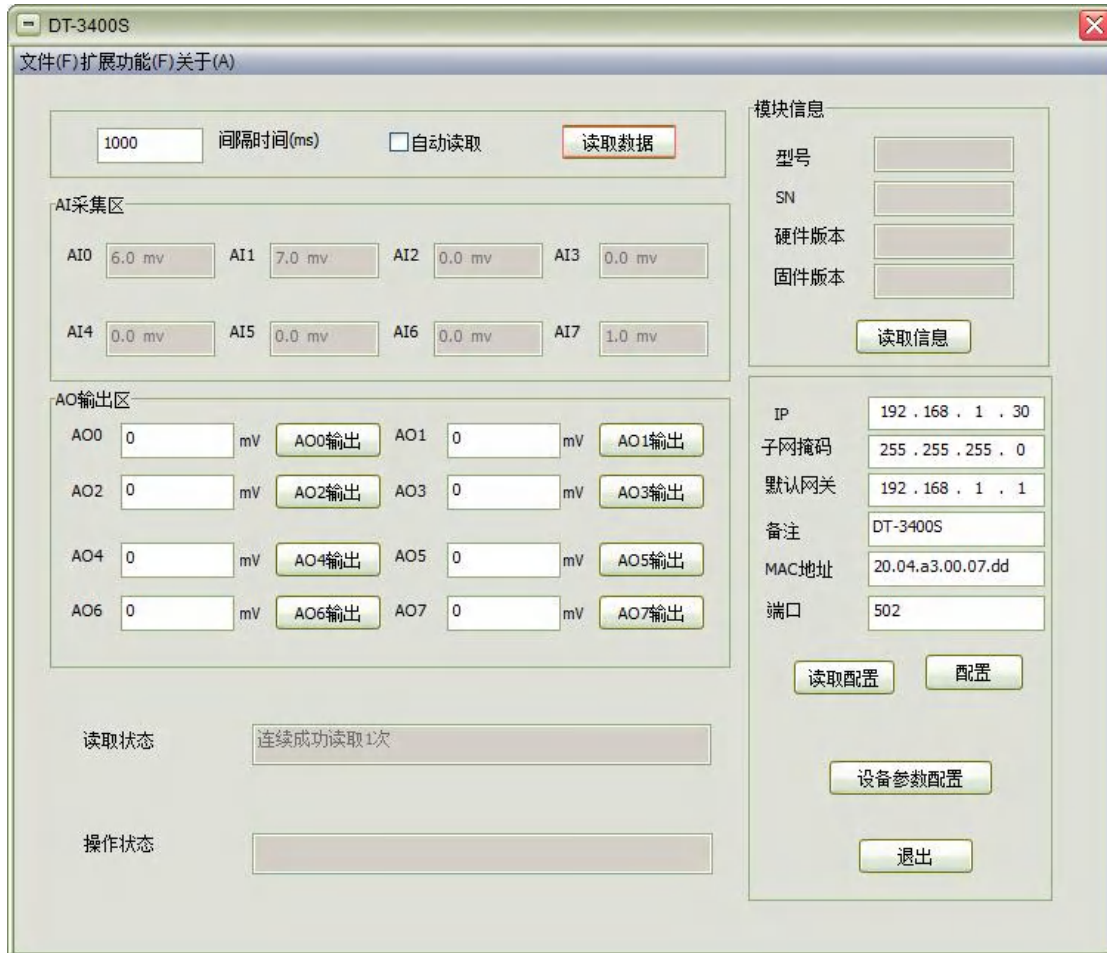 DT-3400S
文件(F)扩展功能(F)关于(A)
1000 间隔时间(ms) 自动读取 读取数据
AI采集区
AI0 6.0 mv AI1 7.0 mv AI2 0.0 mv AI3 0.0 mv
AI4 0.0 mv AI5 0.0 mv AI6 0.0 mv AI7 1.0 mv
AO输出区
AO0 0 mV AO0输出 AO1 0 mV AO1输出
AO2 0 mV AO2输出 AO3 0 mV AO3输出
AO4 0 mV AO4输出 AO5 0 mV AO5输出
AO6 0 mV AO6输出 AO7 0 mV AO7输出
读取状态 连续成功读取1次
操作状态
模块信息
型号
SN
硬件版本
固件版本
读取信息
IP 192 . 168 . 1 . 30
子网掩码 255 . 255 . 255 . 0
默认网关 192 . 168 . 1 . 1
备注 DT-3400S
MAC地址 20.04.a3.00.07.dd
端口 502
读取配置 配置
设备参数配置
退出